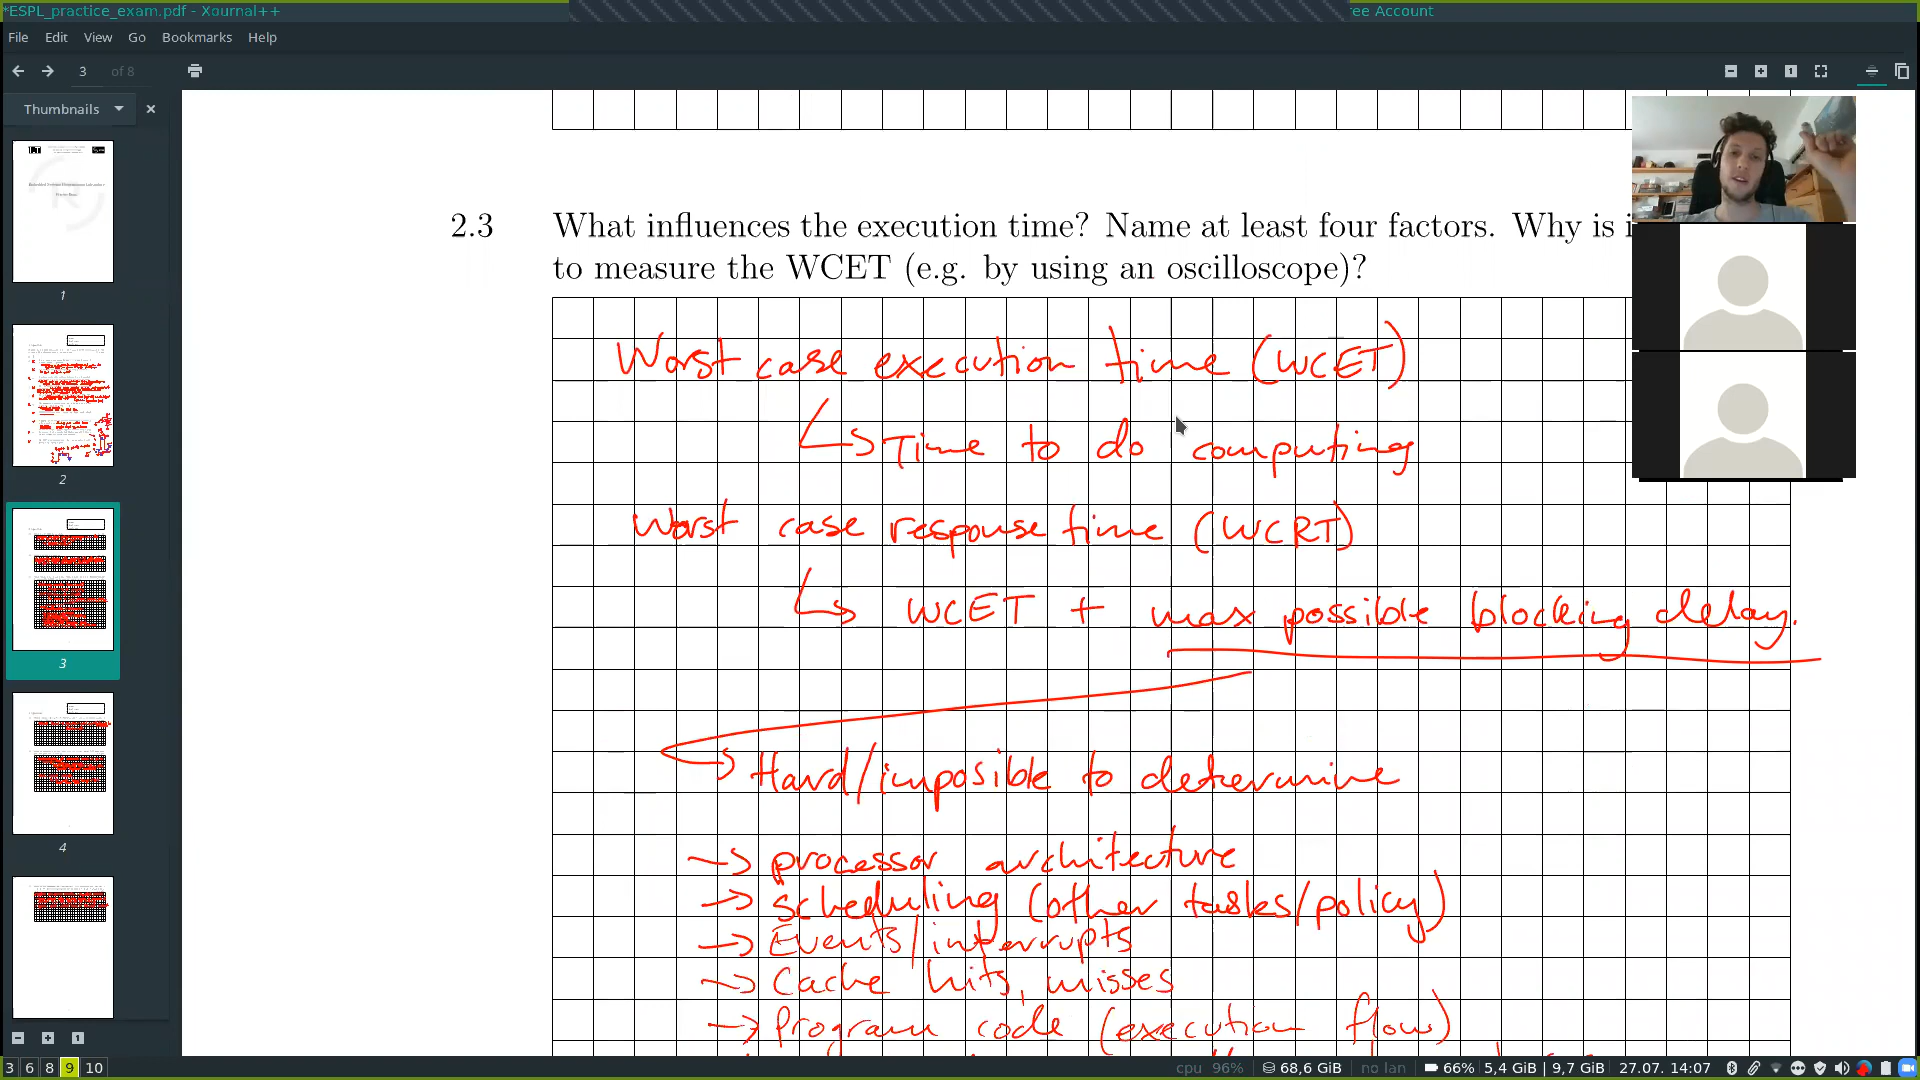 *ESPL_practice_exam.pdf - Xournal++
ree Account
File Edit View Go Bookmarks Help
3 of 8
Thumbnails
1
2
3
4
2.3 What influences the execution time? Name at least four factors. Why is i
to measure the WCET (e.g. by using an oscilloscope)?
Worst case execution time (WCET)
Time to do computing
Worst case response time (WCRT)
WCET + max possible blocking delay.
Hard/imposible to determine
→ processor architecture
→ scheduling (other tasks/policy)
→ Events/interrupts
→ Cache hits, misses
→ Program code (execution flow)
3 6 8 9 10
cpu 96% 68,6 GiB no lan 66% 5,4 GiB | 9,7 GiB 27.07. 14:07